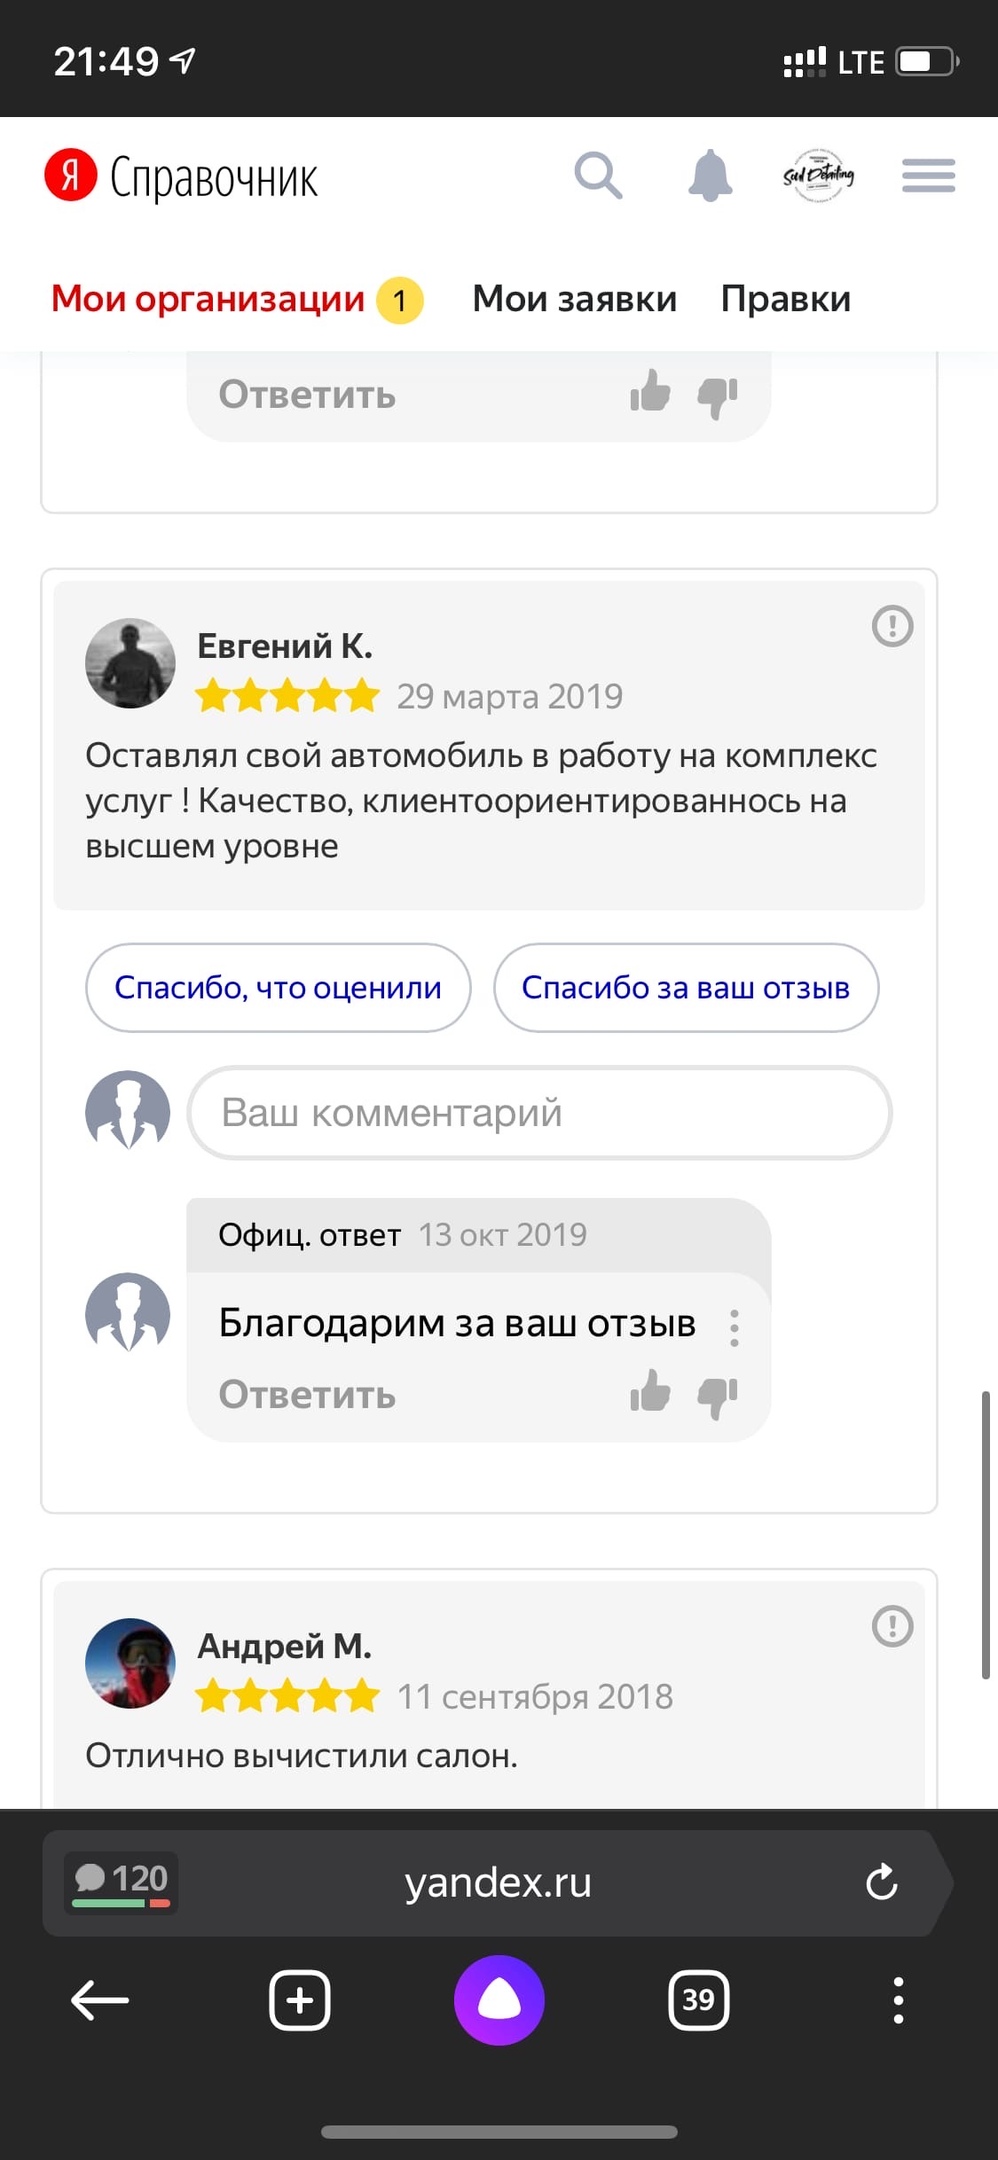 21:49
LTE
Я Справочник
Soul Detailing
Мои организации 1 Мои заявки Правки
Ответить
Евгений К.
29 марта 2019
Оставлял свой автомобиль в работу на комплекс
услуг ! Качество, клиентоориентированнось на
высшем уровне
Спасибо, что оценили
Спасибо за ваш отзыв
Ваш комментарий
Офиц. ответ 13 окт 2019
Благодарим за ваш отзыв
Ответить
Андрей М.
11 сентября 2018
Отлично вычистили салон.
120
yandex.ru
39